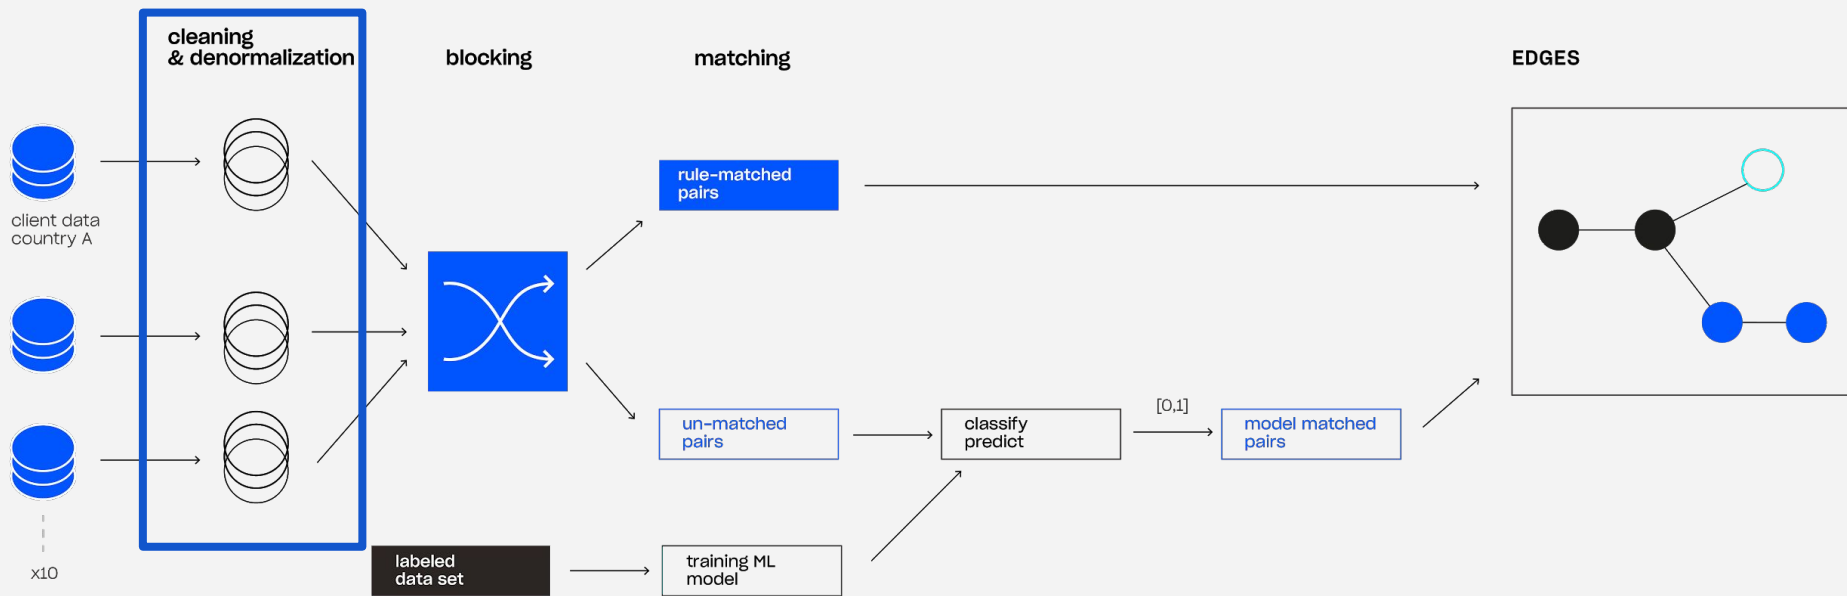 cleaning
& denormalization
blocking
matching
EDGES
client data
country A
rule-matched
pairs
un-matched
pairs
classify
predict
[0,1]
model matched
pairs
x10
labeled
data set
training ML
model